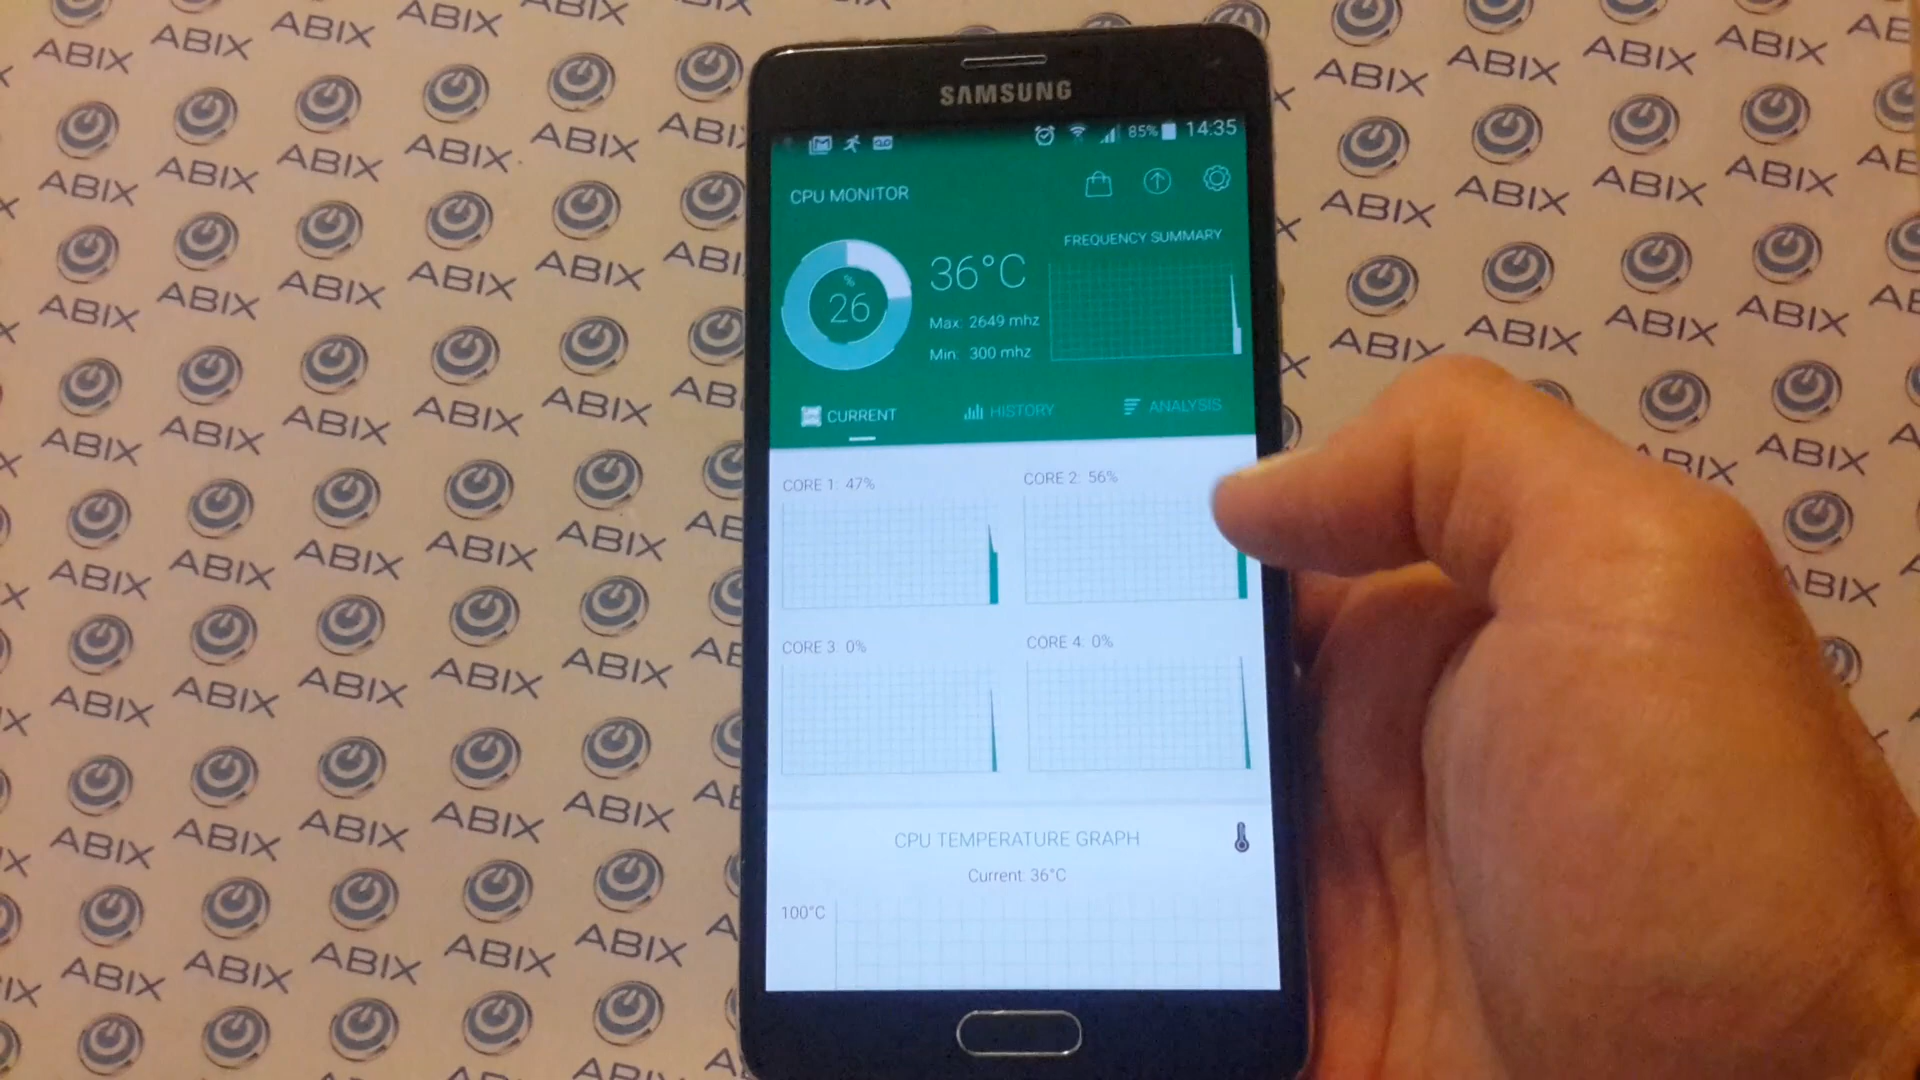 SAMSUNG
85% 14:35
CPU MONITOR
FREQUENCY SUMMARY
%
26
36°C
Max: 2649 mhz
Min: 300 mhz
CURRENT
HISTORY
ANALYSIS
CORE 1: 47%
CORE 2: 56%
CORE 3: 0%
CORE 4: 0%
CPU TEMPERATURE GRAPH
Current: 36°C
100°C
ABIX